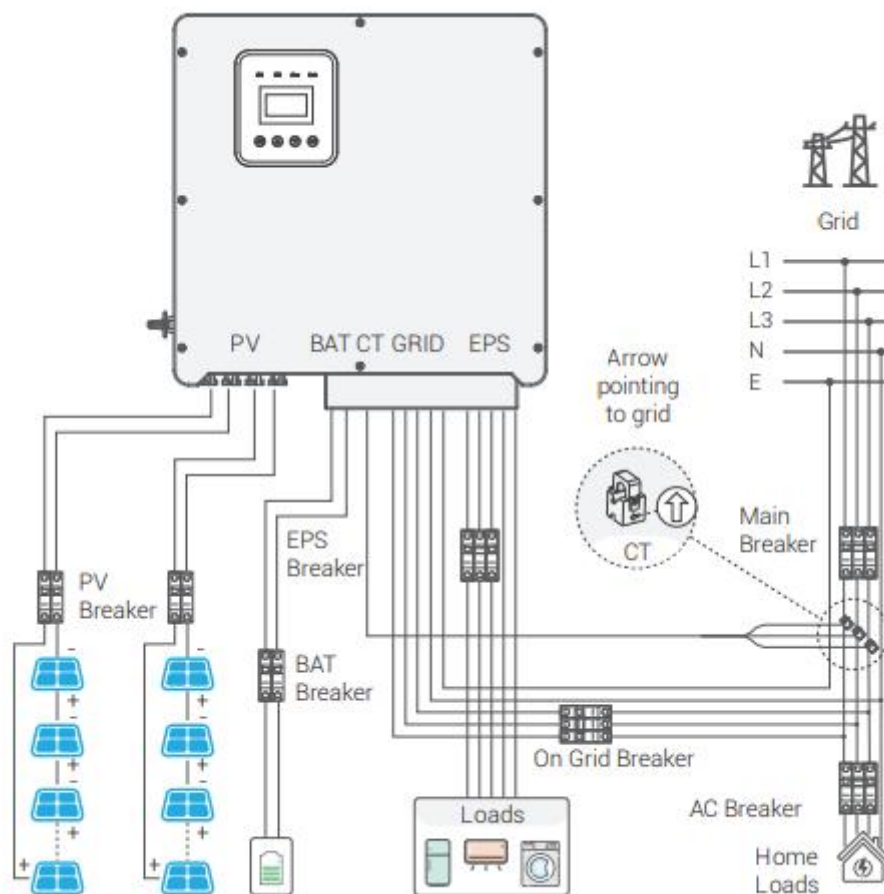 Grid
L1
L2
L3
N
E
PV
BAT CT GRID
EPS
Arrow
pointing
to grid
CT
Main
Breaker
EPS
Breaker
PV
Breaker
BAT
Breaker
-
-
+
+
-
-
+
+
-
-
+
+
+
+
On Grid Breaker
AC Breaker
Loads
Home
Loads